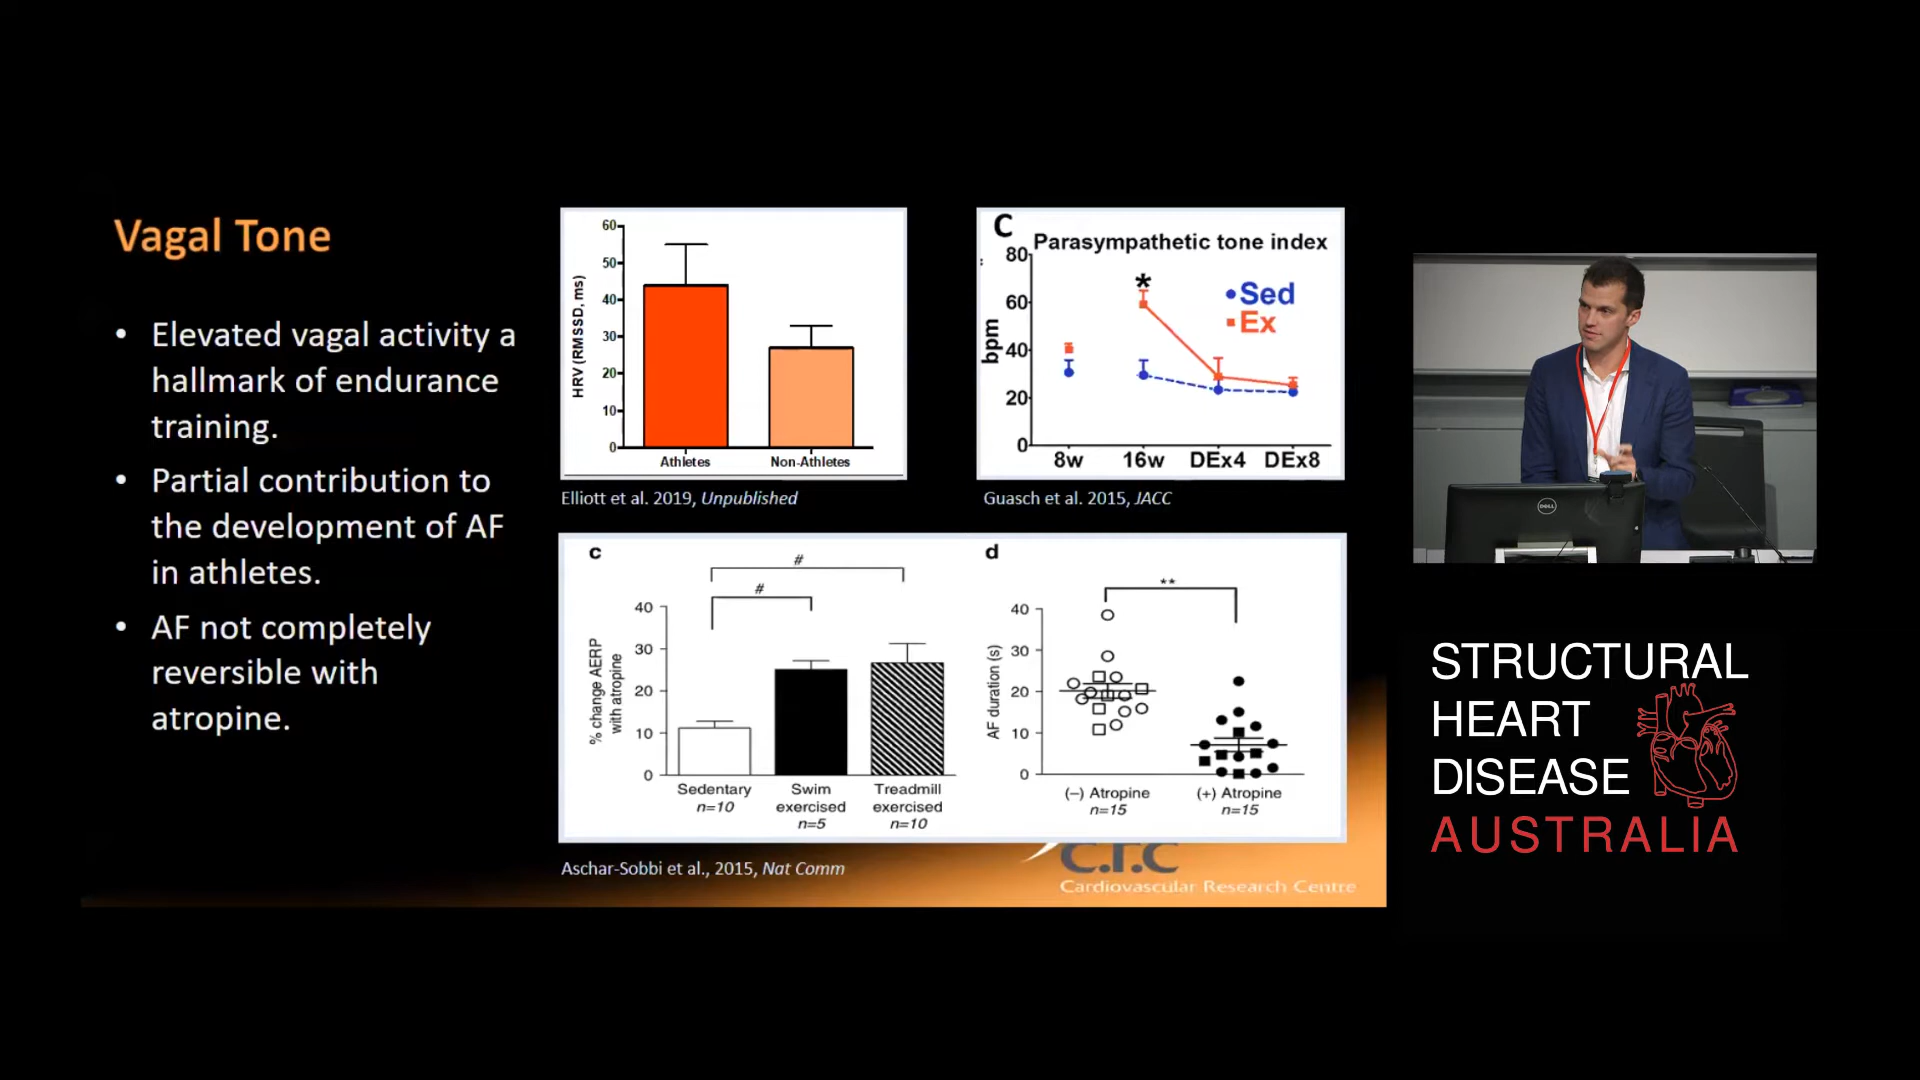 Vagal Tone
• Elevated vagal activity a
hallmark of endurance
training.
• Partial contribution to
the development of AF
in athletes.
• AF not completely
reversible with
atropine.
60
50
40
30
20
10
0
HRV (RMSSD, ms)
Athletes
Non-Athletes
Elliott et al. 2019, Unpublished
C
Parasympathetic tone index
80
60
40
20
0
bpm
*
Sed
Ex
8w
16w
DEx4
DEx8
Guasch et al. 2015, JACC
c
#
#
40
30
20
10
0
% change AERP
with atropine
Sedentary
n=10
Swim
exercised
n=5
Treadmill
exercised
n=10
d
**
40
30
20
10
0
AF duration (s)
(–) Atropine
n=15
(+) Atropine
n=15
Aschar-Sobbi et al., 2015, Nat Comm
Cardiovascular Research Centre
DELL
STRUCTURAL
HEART
DISEASE
AUSTRALIA